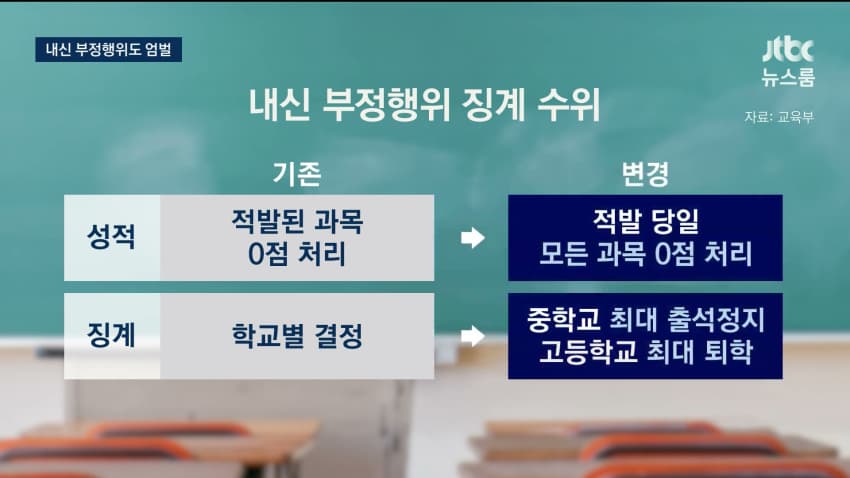 내신 부정행위도 엄벌
jtbc
뉴스룸
내신 부정행위 징계 수위
자료: 교육부
기존
변경
성적
적발된 과목
0점 처리
적발 당일
모든 과목 0점 처리
징계
학교별 결정
중학교 최대 출석정지
고등학교 최대 퇴학